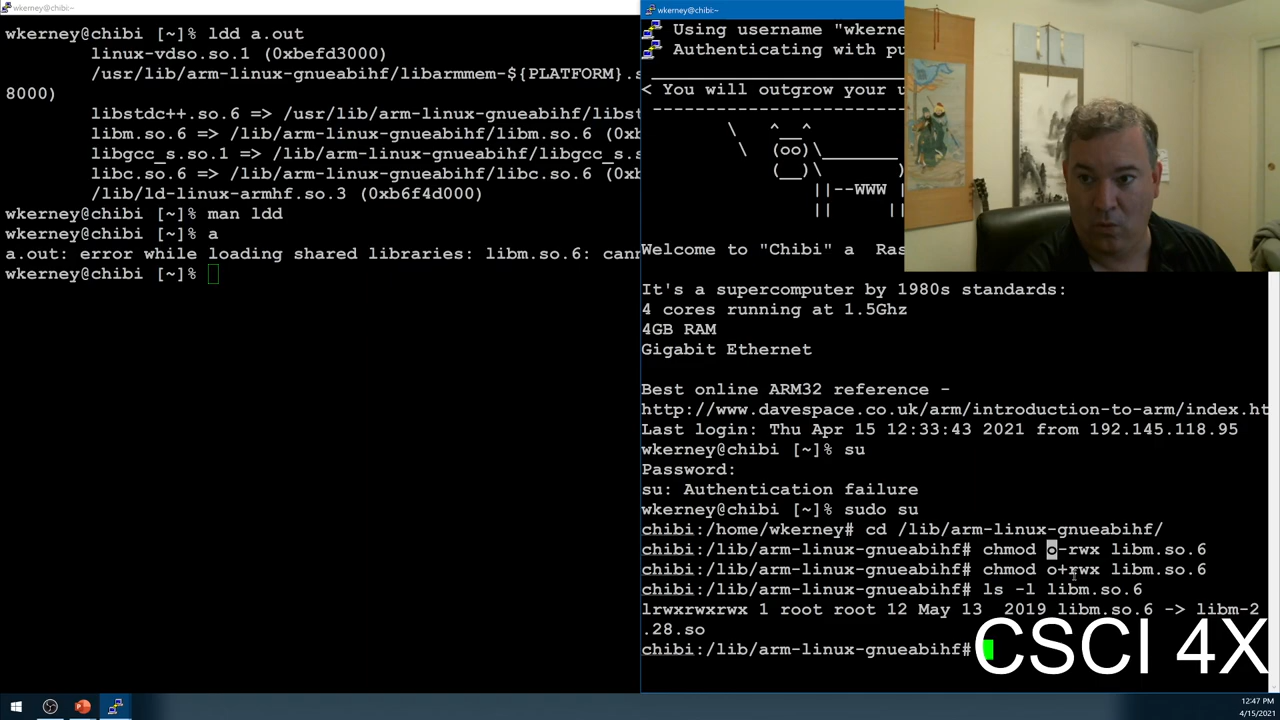 wkerney@chibi:~
wkerney@chibi [~]% ldd a.out
linux-vdso.so.1 (0xbefd3000)
/usr/lib/arm-linux-gnueabihf/libarmmem-${PLATFORM}.s
8000)
libstdc++.so.6 => /usr/lib/arm-linux-gnueabihf/libst
libm.so.6 => /lib/arm-linux-gnueabihf/libm.so.6 (0xb
libgcc_s.so.1 => /lib/arm-linux-gnueabihf/libgcc_s.s
libc.so.6 => /lib/arm-linux-gnueabihf/libc.so.6 (0xb
/lib/ld-linux-armhf.so.3 (0xb6f4d000)
wkerney@chibi [~]% man ldd
wkerney@chibi [~]% a
a.out: error while loading shared libraries: libm.so.6: cann
wkerney@chibi [~]%
wkerney@chibi:~
Using username "wkerne
Authenticating with pu
< You will outgrow your u
-------------------------
\ ^__^
\ (oo)\_______
(__)\ )
||--WWW |
|| ||
Welcome to "Chibi" a Ras
It's a supercomputer by 1980s standards:
4 cores running at 1.5Ghz
4GB RAM
Gigabit Ethernet
Best online ARM32 reference -
http://www.davespace.co.uk/arm/introduction-to-arm/index.ht
Last login: Thu Apr 15 12:33:43 2021 from 192.145.118.95
wkerney@chibi [~]% su
Password:
su: Authentication failure
wkerney@chibi [~]% sudo su
chibi:/home/wkerney# cd /lib/arm-linux-gnueabihf/
chibi:/lib/arm-linux-gnueabihf# chmod o-rwx libm.so.6
chibi:/lib/arm-linux-gnueabihf# chmod o+rwx libm.so.6
chibi:/lib/arm-linux-gnueabihf# ls -l libm.so.6
lrwxrwxrwx 1 root root 12 May 13 2019 libm.so.6 -> libm-2
.28.so
chibi:/lib/arm-linux-gnueabihf#
CSCI 4X
12:47 PM
4/15/2021